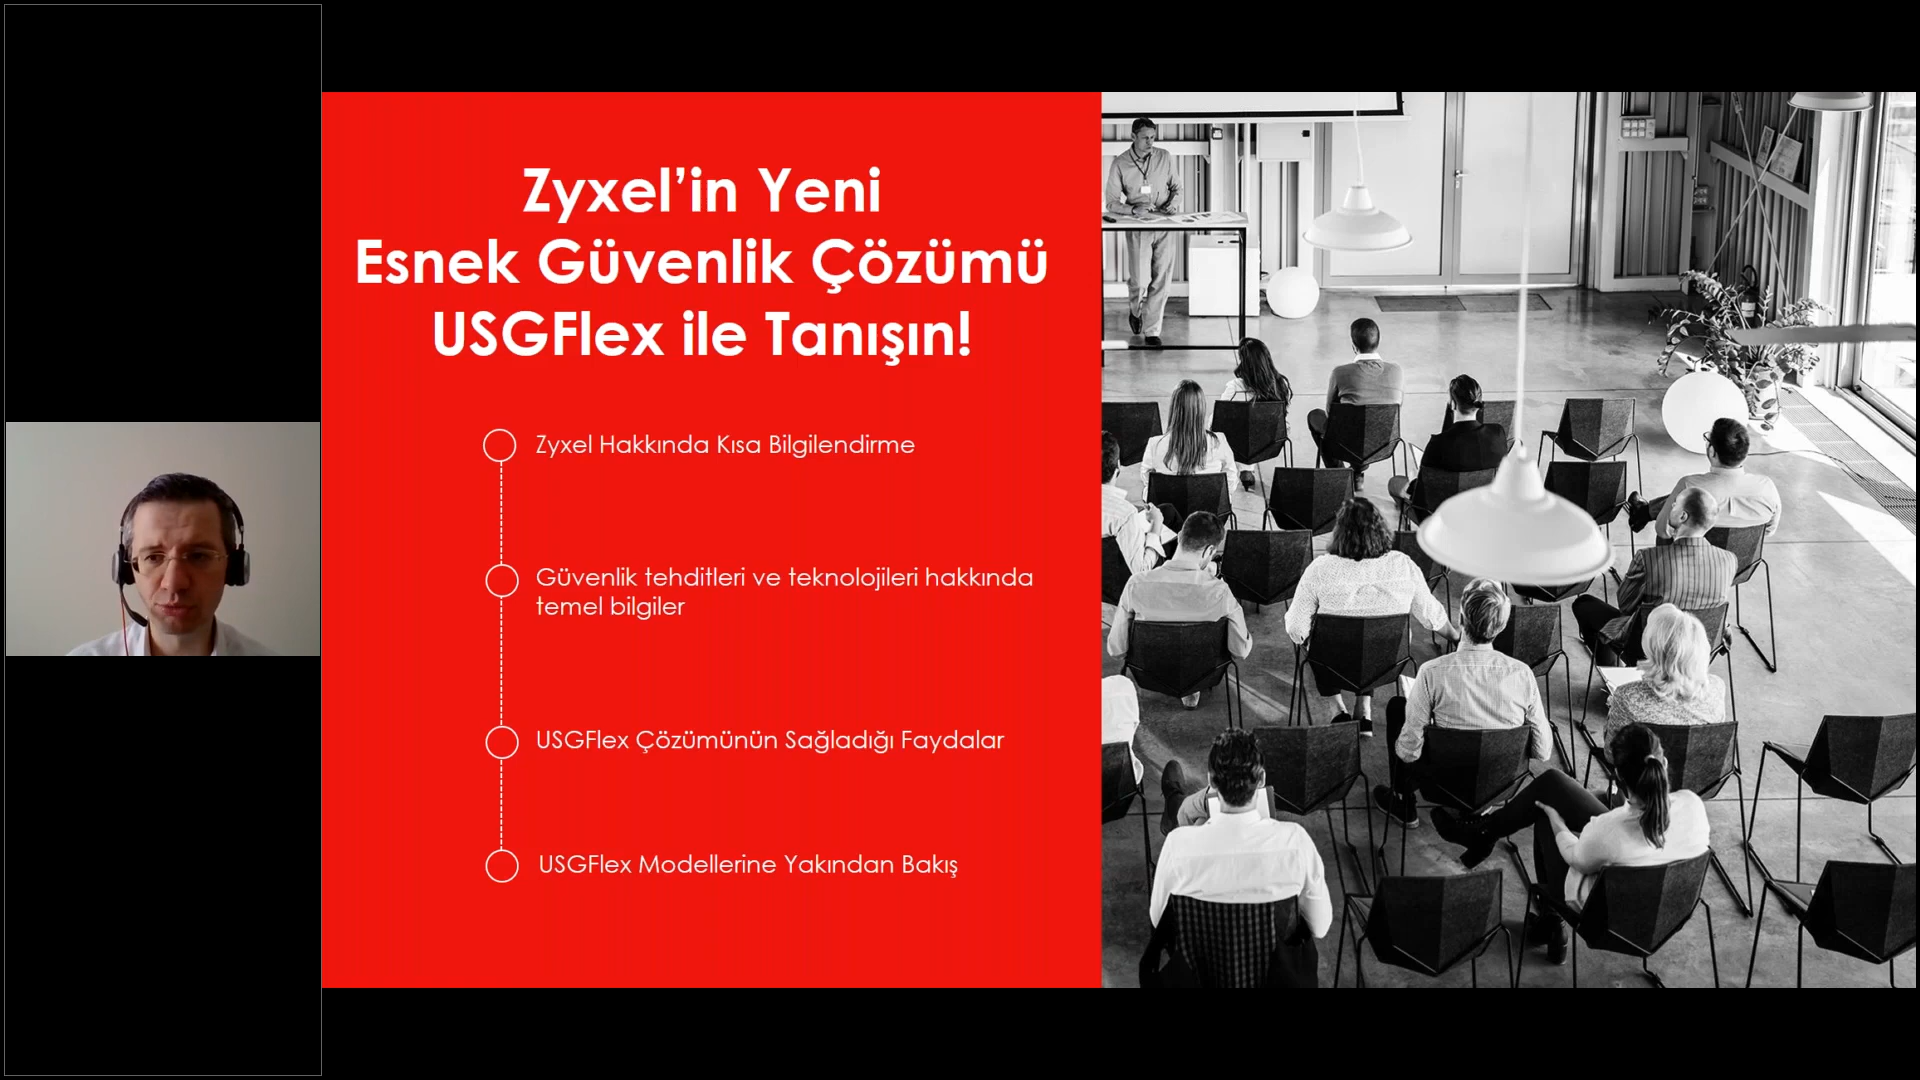 Zyxel’in Yeni
Esnek Güvenlik Çözümü
USGFlex ile Tanışın!
Zyxel Hakkında Kısa Bilgilendirme
Güvenlik tehditleri ve teknolojileri hakkında
temel bilgiler
USGFlex Çözümünün Sağladığı Faydalar
USGFlex Modellerine Yakından Bakış